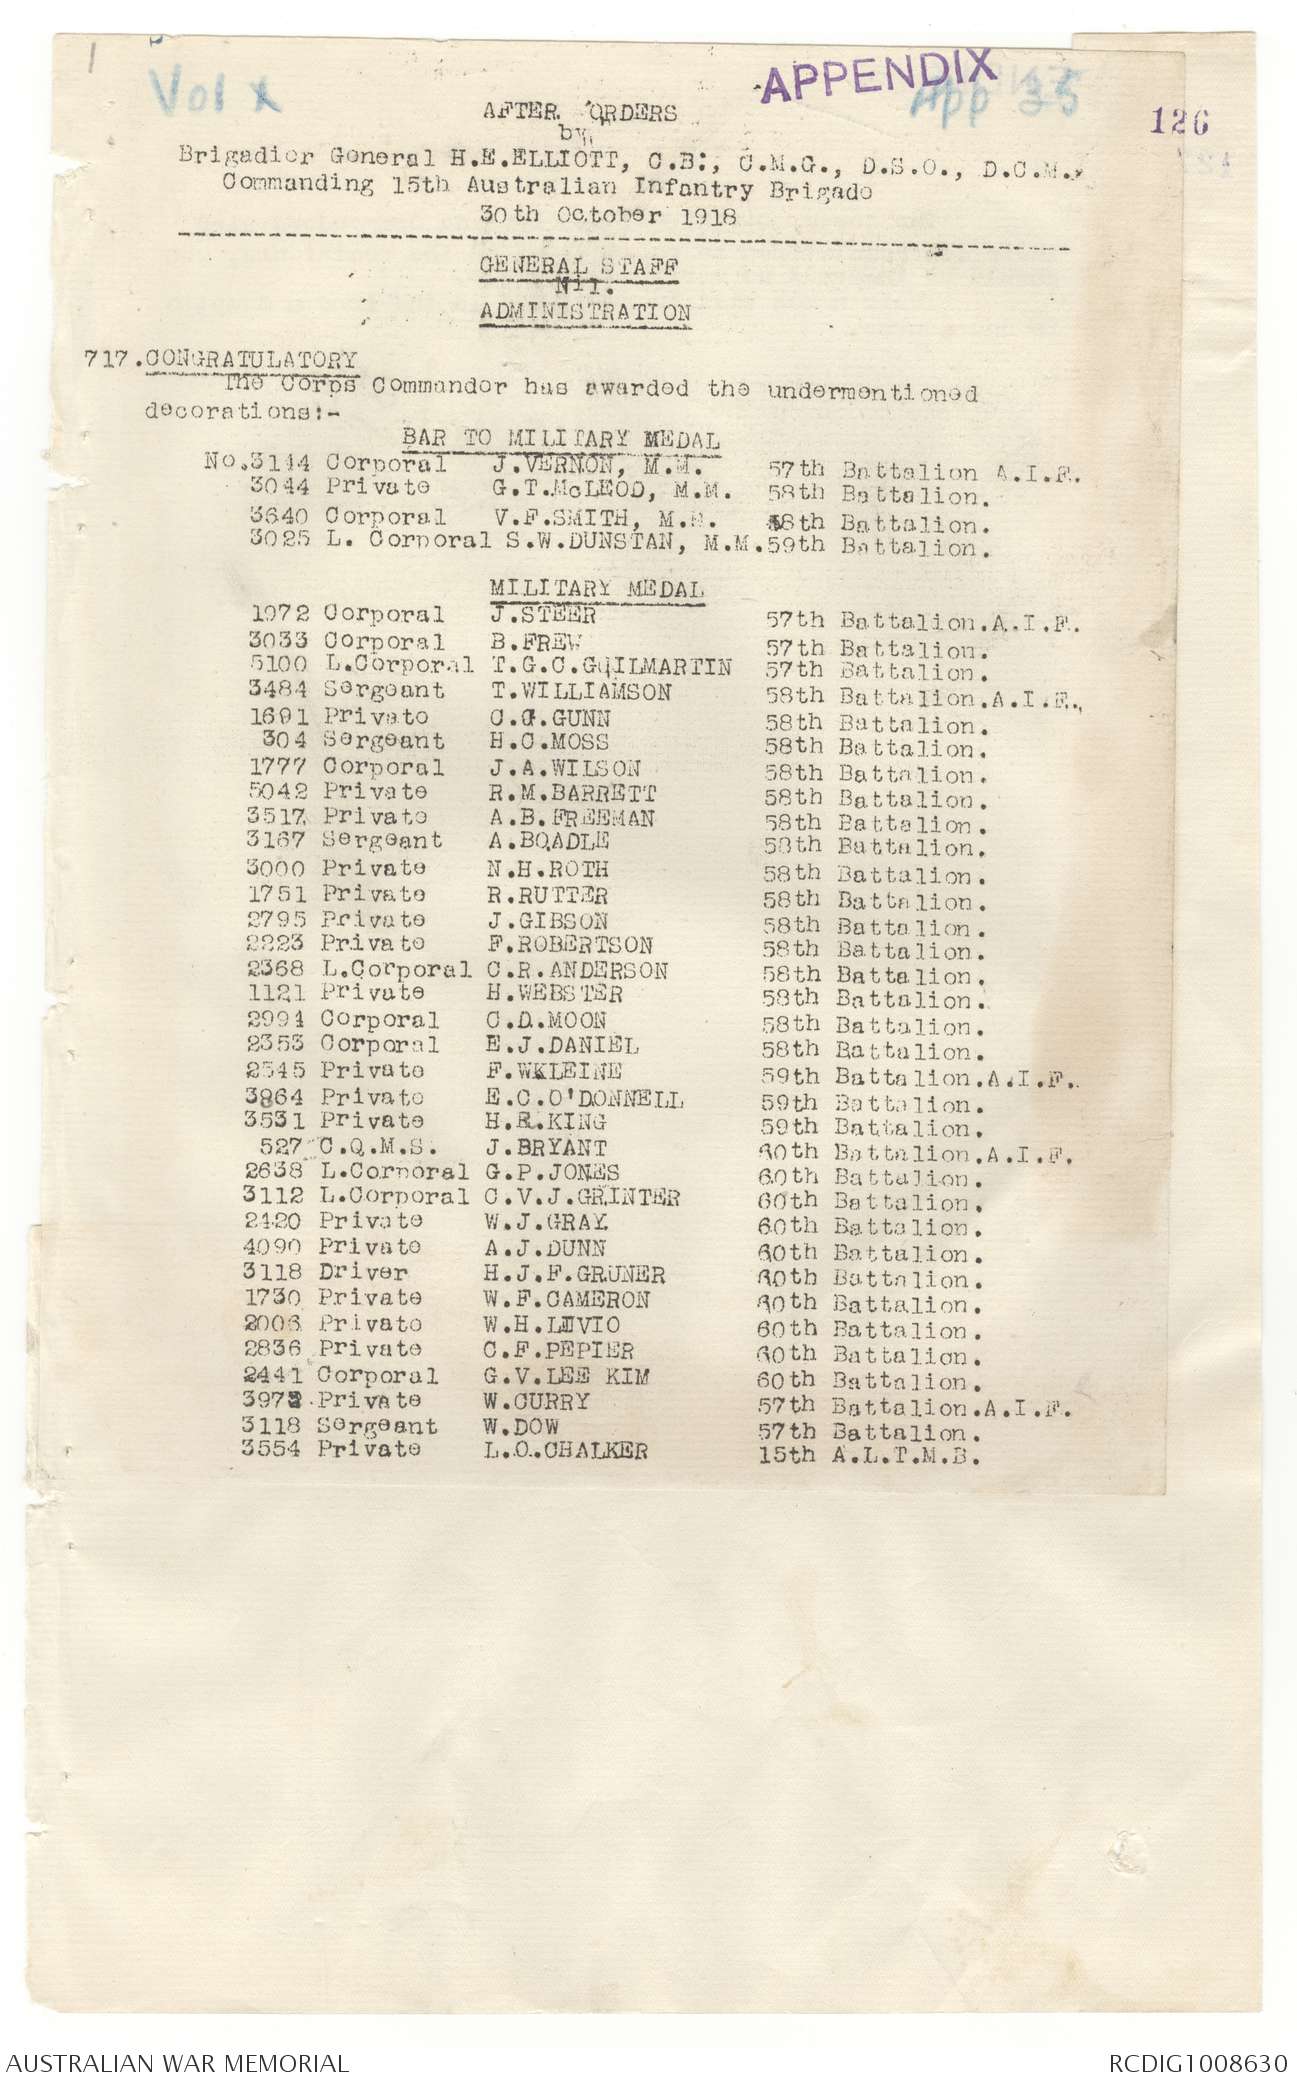 1
Vol X
APPENDIX
App 35
126
AFTER ORDERS
by
Brigadier General H.E.ELLIOTT, C.B:, C.M.G., D.S.O., D.C.M.,
Commanding 15th Australian Infantry Brigade
30th October 1918
GENERAL STAFF
Nil.
ADMINISTRATION
717.CONGRATULATORY
The Corps Commander has awarded the undermentioned
decorations:-
BAR TO MILITARY MEDAL
No.3144 Corporal J.VERNON, M.M. 57th Battalion A.I.F.
3044 Private G.T.McLEOD, M.M. 58th Battalion.
3640 Corporal V.F.SMITH, M.M. 58th Battalion.
3025 L. Corporal S.W.DUNSTAN, M.M.59th Battalion.
MILITARY MEDAL
1972 Corporal J.STEER 57th Battalion.A.I.F.
3033 Corporal B.FREW 57th Battalion.
5100 L.Corporal T.G.C.GUILMARTIN 57th Battalion.
3484 Sergeant T.WILLIAMSON 58th Battalion.A.I.F.,
1691 Private C.G.GUNN 58th Battalion.
304 Sergeant H.C.MOSS 58th Battalion.
1777 Corporal J.A.WILSON 58th Battalion.
5042 Private R.M.BARRETT 58th Battalion.
3517 Private A.B.FREEMAN 58th Battalion.
3167 Sergeant A.BOADLE 58th Battalion.
3000 Private N.H.ROTH 58th Battalion.
1751 Private R.RUTTER 58th Battalion.
2795 Private J.GIBSON 58th Battalion.
2223 Private F.ROBERTSON 58th Battalion.
2368 L.Corporal C.R.ANDERSON 58th Battalion.
1121 Private H.WEBSTER 58th Battalion.
2994 Corporal C.D.MOON 58th Battalion.
2353 Corporal E.J.DANIEL 58th Battalion.
2545 Private F.WKLEINE 59th Battalion.A.I.F.
3864 Private E.C.O'DONNELL 59th Battalion.
3531 Private H.R.KING 59th Battalion.
527 C.Q.M.S. J.BRYANT 60th Battalion.A.I.F.
2638 L.Corporal G.P.JONES 60th Battalion.
3112 L.Corporal C.V.J.GRINTER 60th Battalion.
2420 Private W.J.GRAY 60th Battalion.
4090 Private A.J.DUNN 60th Battalion.
3118 Driver H.J.F.GRUNER 60th Battalion.
1730 Private W.F.CAMERON 60th Battalion.
2006 Private W.H.LEVIO 60th Battalion.
2836 Private C.F.PEPIER 60th Battalion.
2441 Corporal G.V.LEE KIM 60th Battalion.
3972 Private W.CURRY 57th Battalion.A.I.F.
3118 Sergeant W.DOW 57th Battalion.
3554 Private L.O.CHALKER 15th A.L.T.M.B.
AUSTRALIAN WAR MEMORIAL
RCDIG1008630